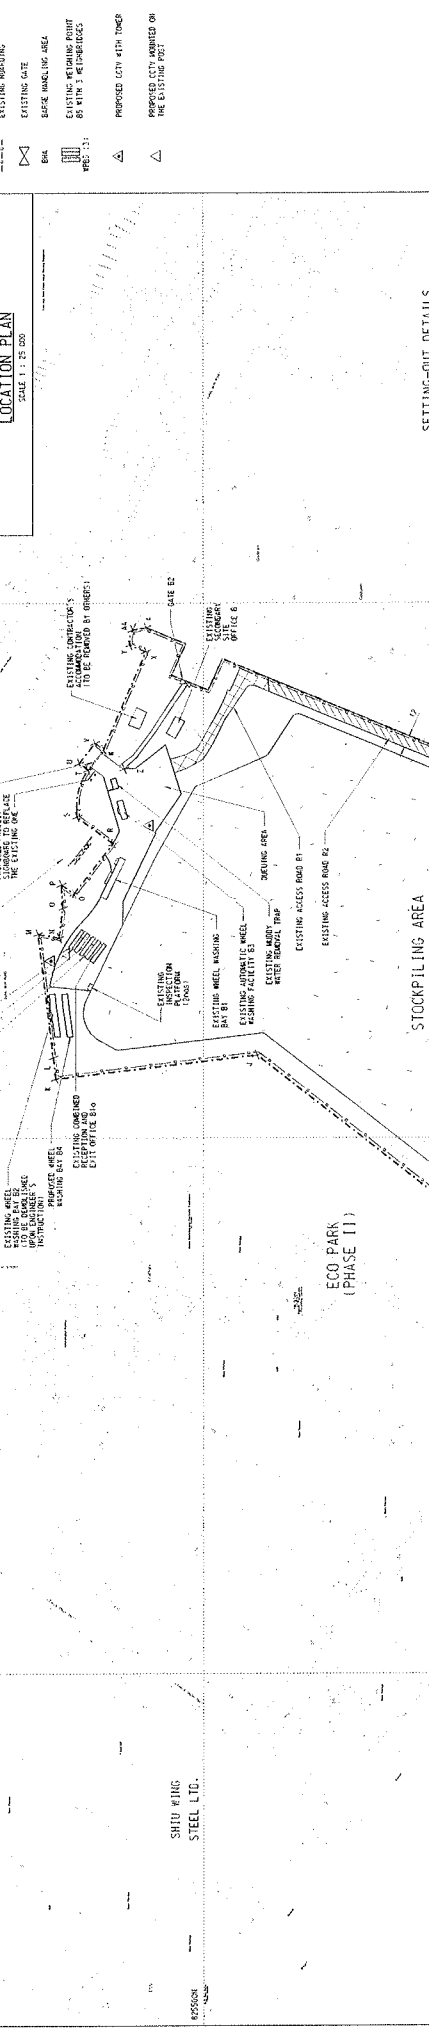 EXISTING HOARDING
EXISTING GATE
BHA
BARGE HANDLING AREA
EXISTING WEIGHING POINT
B5 WITH 3 WEIGHBRIDGES
PROPOSED CCTV WITH TOWER
PROPOSED CCTV MOUNTED ON
THE EXISTING POST
LOCATION PLAN
SCALE 1 : 25 000
SETTING-OUT DETAILS
SIGNBOARD TO REPLACE
THE EXISTING ONE
EXISTING CONTRACTOR'S
ACCOMMODATION
(TO BE REMOVED BY OTHERS)
GATE B2
EXISTING
SECONDARY
SITE
OFFICE B
QUEUING AREA
EXISTING ACCESS ROAD R1
EXISTING ACCESS ROAD R2
EXISTING MUDDY
WATER REMOVAL TRAP
EXISTING AUTOMATIC WHEEL
WASHING FACILITY B3
EXISTING WHEEL WASHING
BAY B1
EXISTING
INSPECTION
PLATFORM
(2nos)
STOCKPILING AREA
EXISTING WHEEL
WASHING BAY B2
(TO BE DEMOLISHED
UPON ENGINEER'S
INSTRUCTION)
PROPOSED WHEEL
WASHING BAY B4
EXISTING COMBINED
RECEPTION AND
EXIT OFFICE B1a
K
L
M
N
O
P
Q
R
S
T
U
V
W
X
Y
Z
AA
J
ECO PARK
(PHASE II)
SHIU WING
STEEL LTD.
825500N